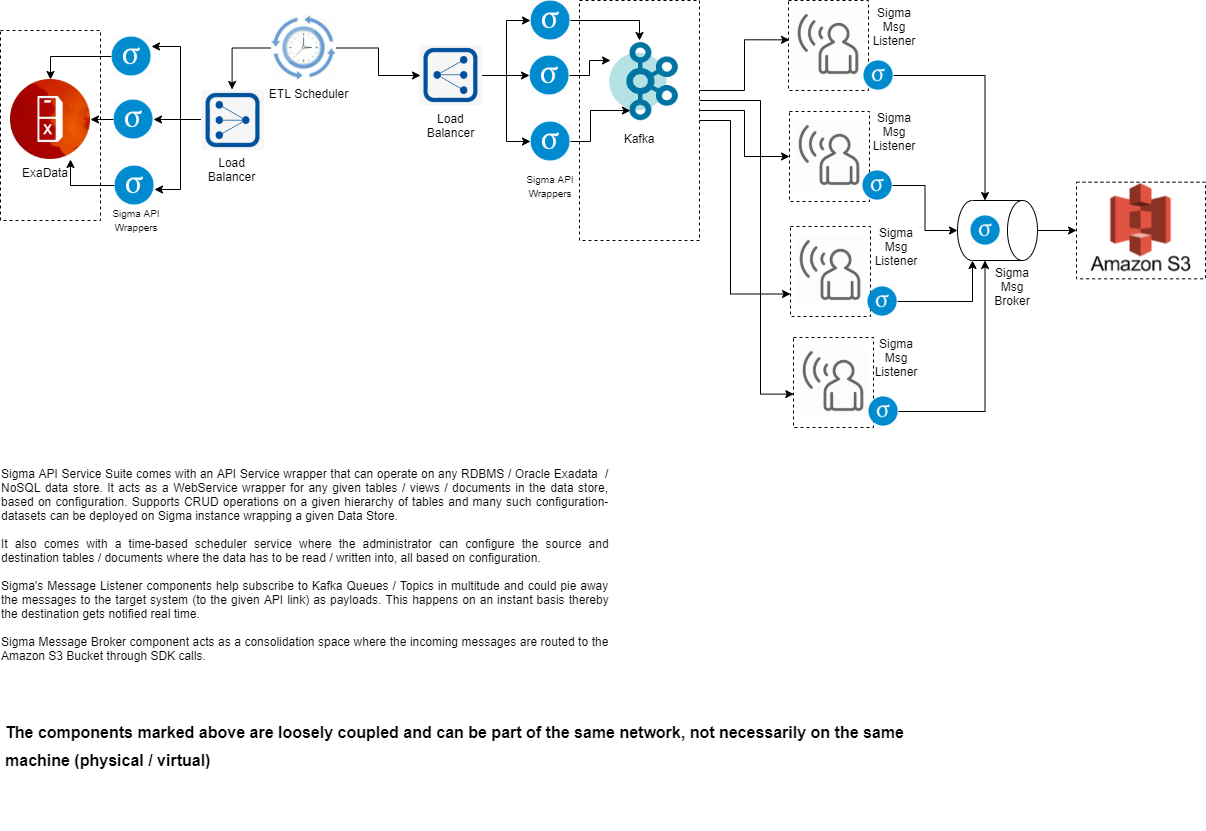 Sigma
Msg
Listener
σ
σ
σ
ETL Scheduler
Load
Balancer
σ
σ
Kafka
σ
Sigma
Msg
Listener
X
σ
ExaData
Load
Balancer
σ
Sigma API
Wrappers
σ
Sigma API
Wrappers
σ
Sigma
Msg
Listener
σ
σ
Sigma
Msg
Broker
Amazon S3
Sigma
Msg
Listener
σ
Sigma API Service Suite comes with an API Service wrapper that can operate on any RDBMS / Oracle Exadata /
NoSQL data store. It acts as a WebService wrapper for any given tables / views / documents in the data store,
based on configuration. Supports CRUD operations on a given hierarchy of tables and many such configuration-
datasets can be deployed on Sigma instance wrapping a given Data Store.
It also comes with a time-based scheduler service where the administrator can configure the source and
destination tables / documents where the data has to be read / written into, all based on configuration.
Sigma's Message Listener components help subscribe to Kafka Queues / Topics in multitude and could pie away
the messages to the target system (to the given API link) as payloads. This happens on an instant basis thereby
the destination gets notified real time.
Sigma Message Broker component acts as a consolidation space where the incoming messages are routed to the
Amazon S3 Bucket through SDK calls.
The components marked above are loosely coupled and can be part of the same network, not necessarily on the same
machine (physical / virtual)